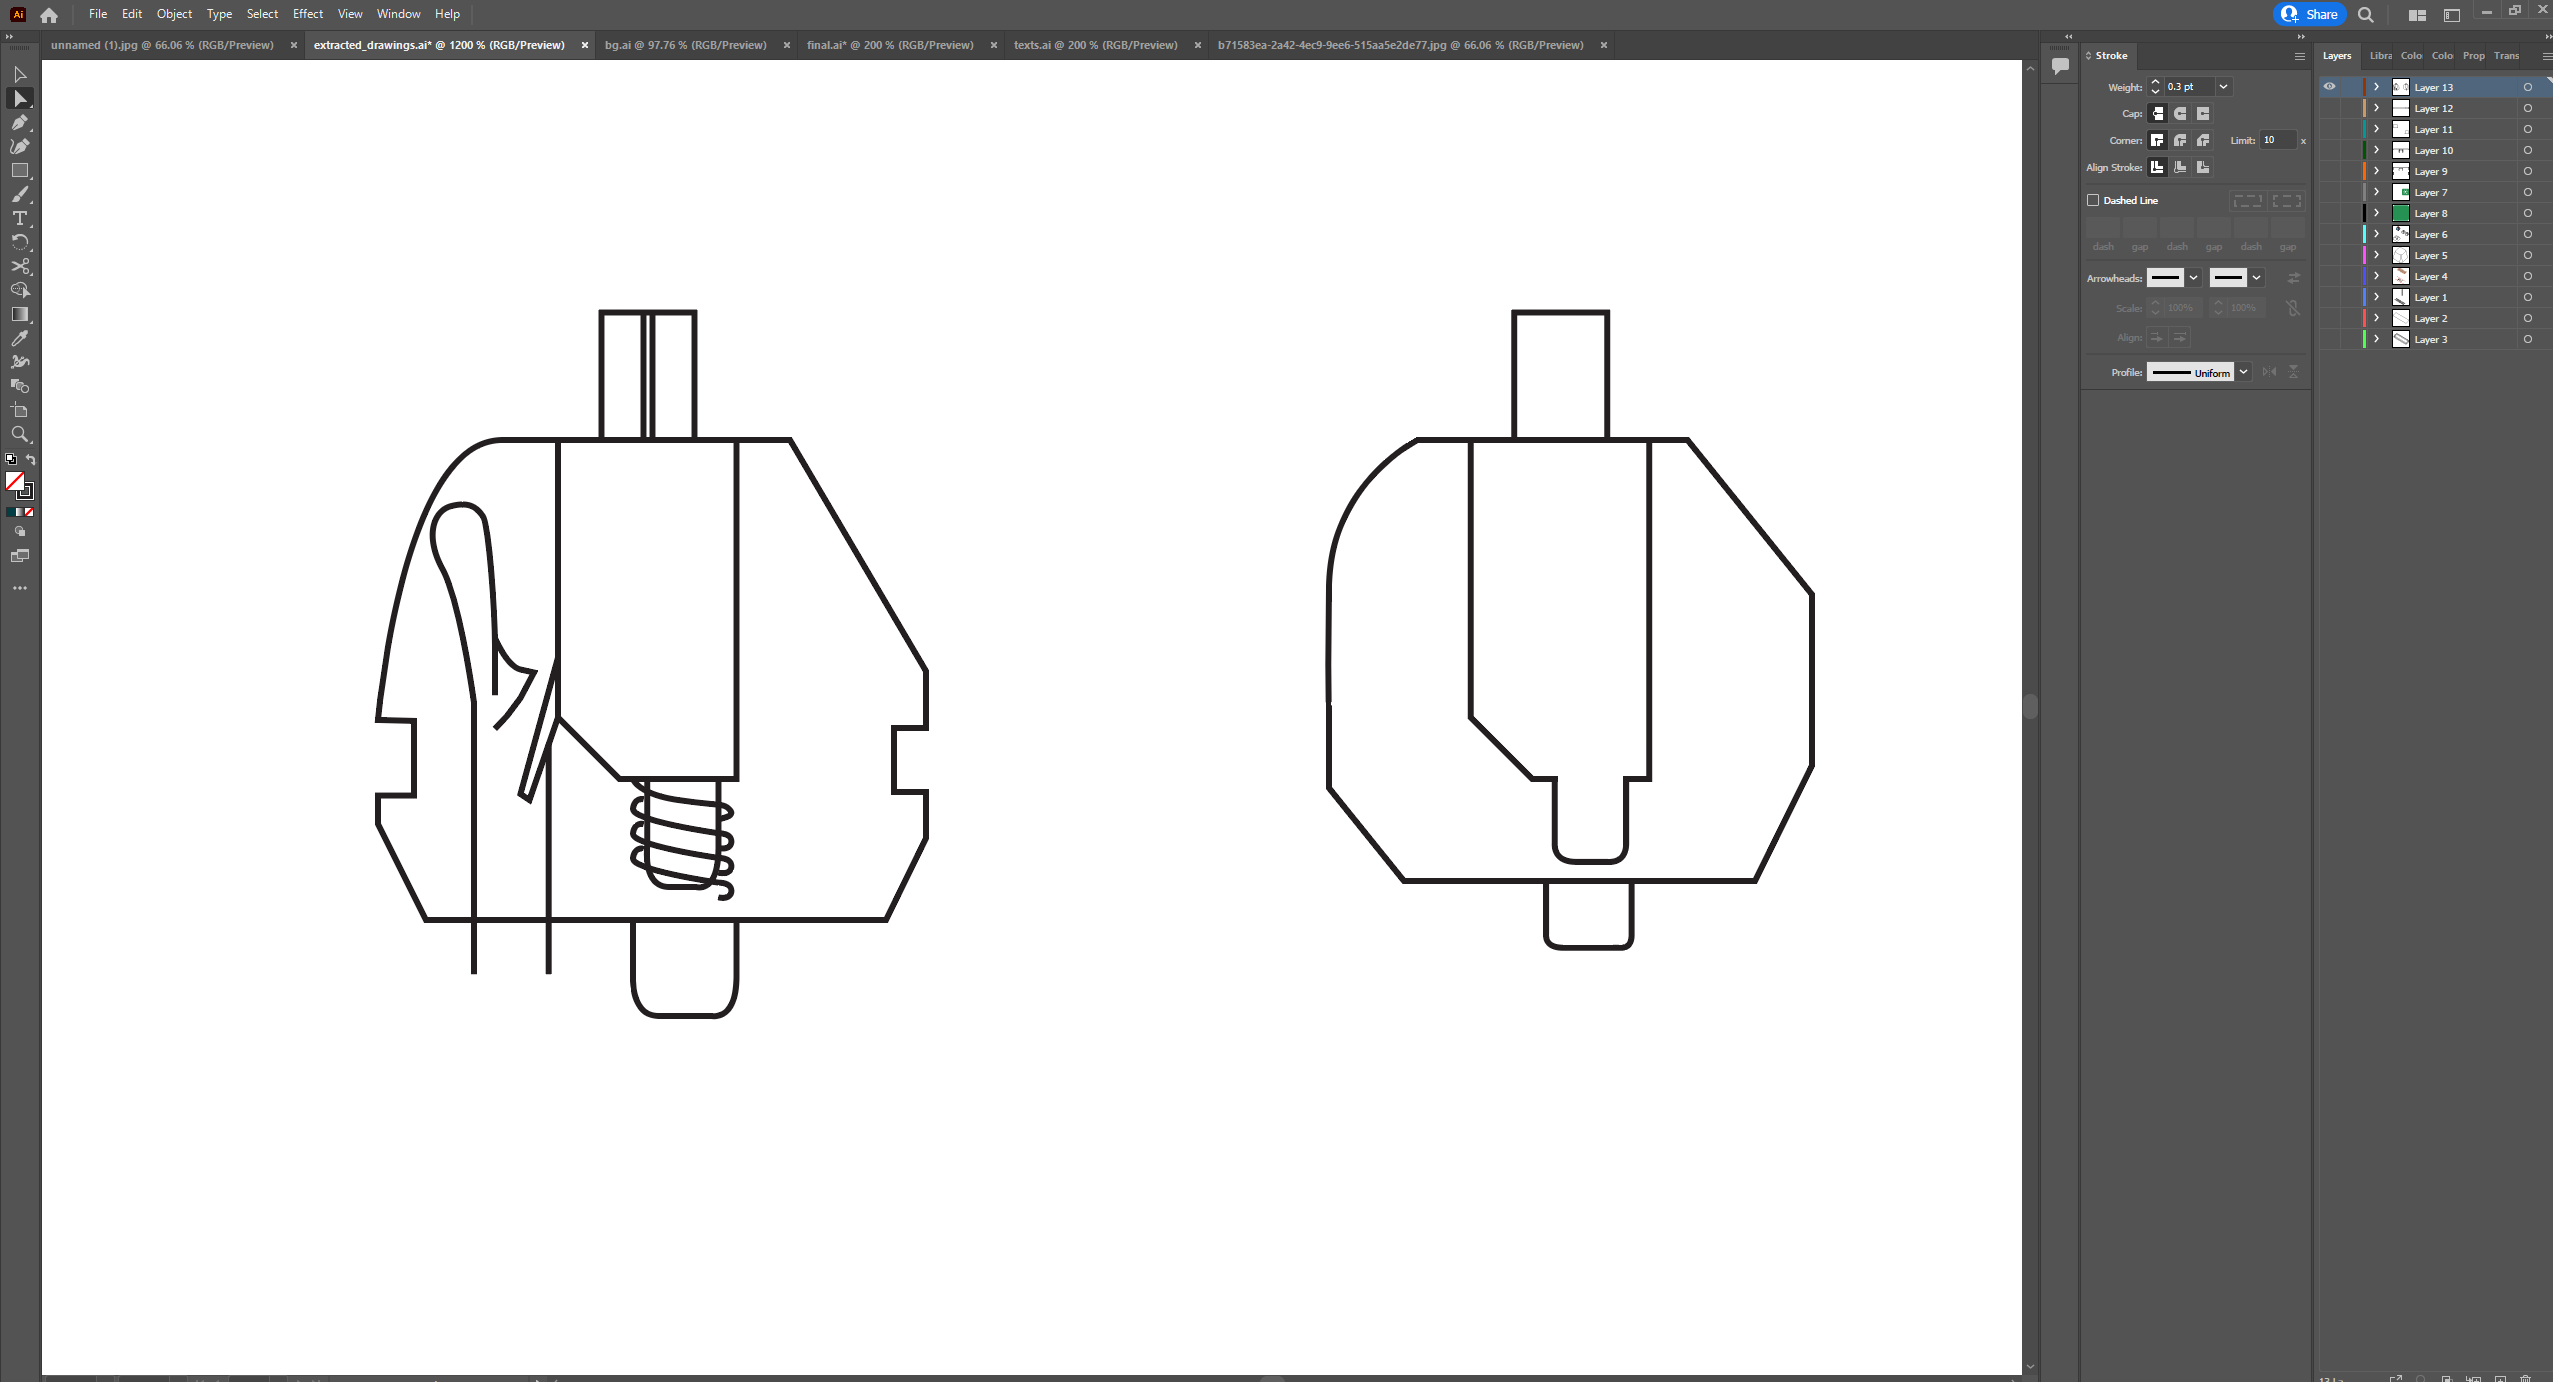 Ai File Edit Object Type Select Effect View Window Help Share
unnamed (1).jpg @ 66.06 % (RGB/Preview) × extracted_drawings.ai* @ 1200 % (RGB/Preview) × bg.ai @ 97.76 % (RGB/Preview) × final.ai* @ 200 % (RGB/Preview) × texts.ai @ 200 % (RGB/Preview) × b71583ea-2a42-4ec9-9ee6-515aa5e2de77.jpg @ 66.06 % (RGB/Preview) ×
Stroke
Weight: 0.3 pt
Cap:
Corner: Limit: 10 x
Align Stroke:
Dashed Line
dash gap dash gap dash gap
Arrowheads:
Scale: 100% 100%
Align:
Profile: Uniform
Layers Libra Colo Colo Prop Trans
Layer 13
Layer 12
Layer 11
Layer 10
Layer 9
Layer 7
Layer 8
Layer 6
Layer 5
Layer 4
Layer 1
Layer 2
Layer 3